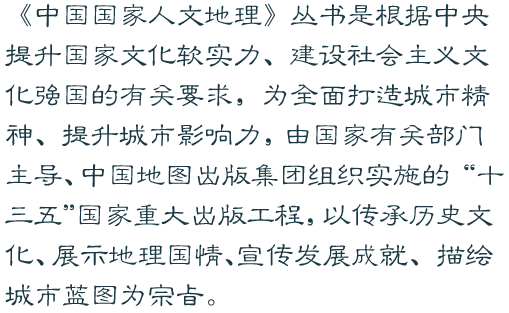 《中国国家人文地理》丛书是根据中央
提升国家文化软实力、建设社会主义文
化強国的有关要求，为全面打造城市精
神、提升城市影响力，由国家有关部门
主导、中国地图出版集团组织实施的“十
三五”国家重大出版工程，以传承历史文
化、展示地理国情、宣传发展成就、描绘
城市蓝图为宗旨。